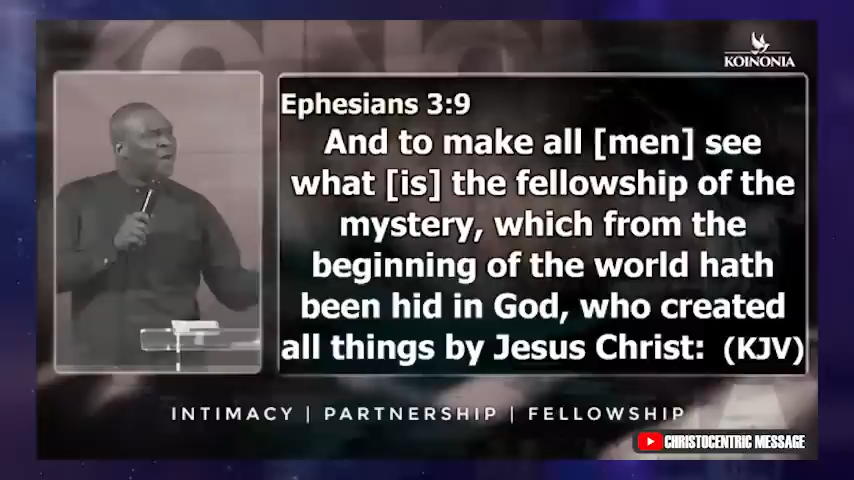 KOINONIA
Ephesians 3:9
And to make all [men] see
what [is] the fellowship of the
mystery, which from the
beginning of the world hath
been hid in God, who created
all things by Jesus Christ: (KJV)
INTIMACY | PARTNERSHIP | FELLOWSHIP
CHRISTOCENTRIC MESSAGE